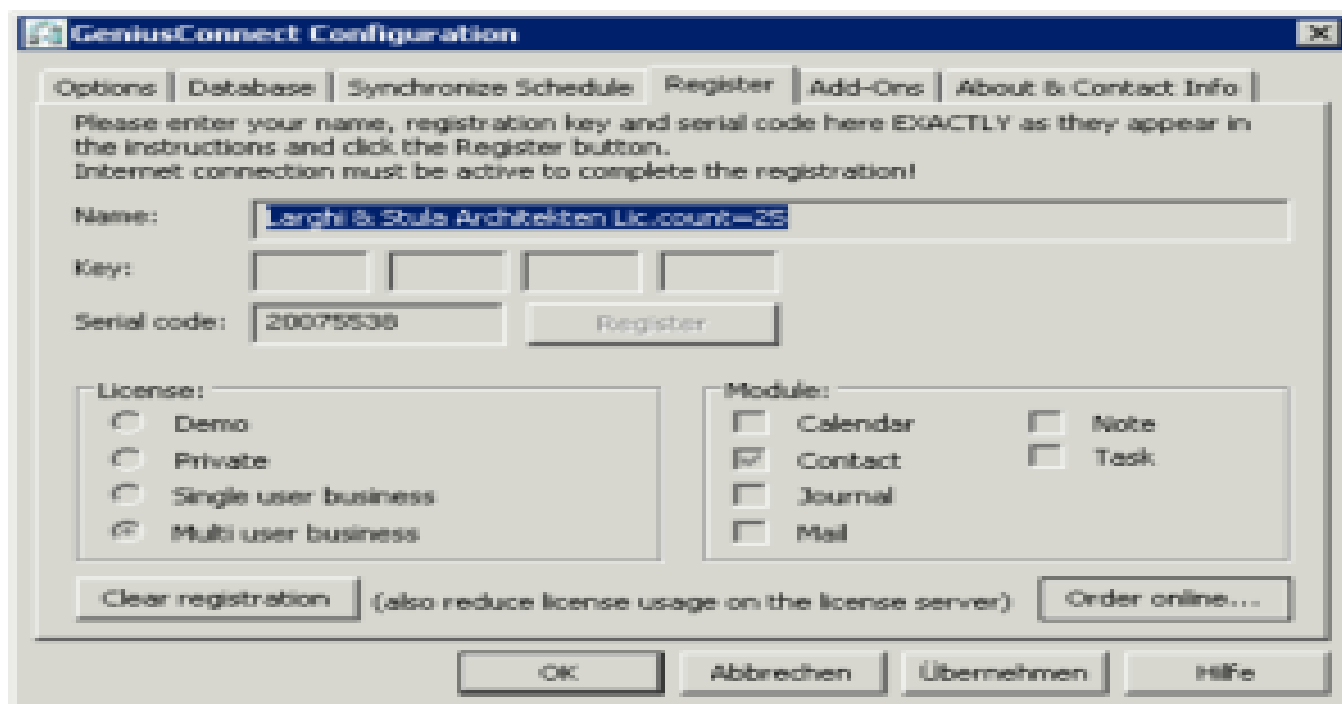 GeniusConnect Configuration
Options Database Synchronize Schedule Register Add-Ons About & Contact Info
Please enter your name, registration key and serial code here EXACTLY as they appear in
the instructions and click the Register button.
Internet connection must be active to complete the registration!
Name: Larghi & Stula Architekten Lic.count=25
Key:
Serial code: 20075538 Register
License: Module:
Demo Calendar Note
Private Contact Task
Single user business Journal
Multi user business Mail
Clear registration (also reduce license usage on the license server) Order online...
OK Abbrechen Übernehmen Hilfe